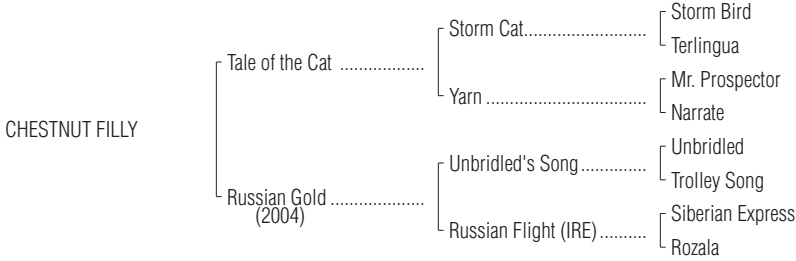 Storm Bird
Storm Cat..........................
Terlingua
Tale of the Cat ..................
Mr. Prospector
Yarn ..................................
Narrate
CHESTNUT FILLY
Unbridled
Unbridled's Song..............
Trolley Song
Russian Gold ....................
(2004)
Siberian Express
Russian Flight (IRE)..........
Rozala